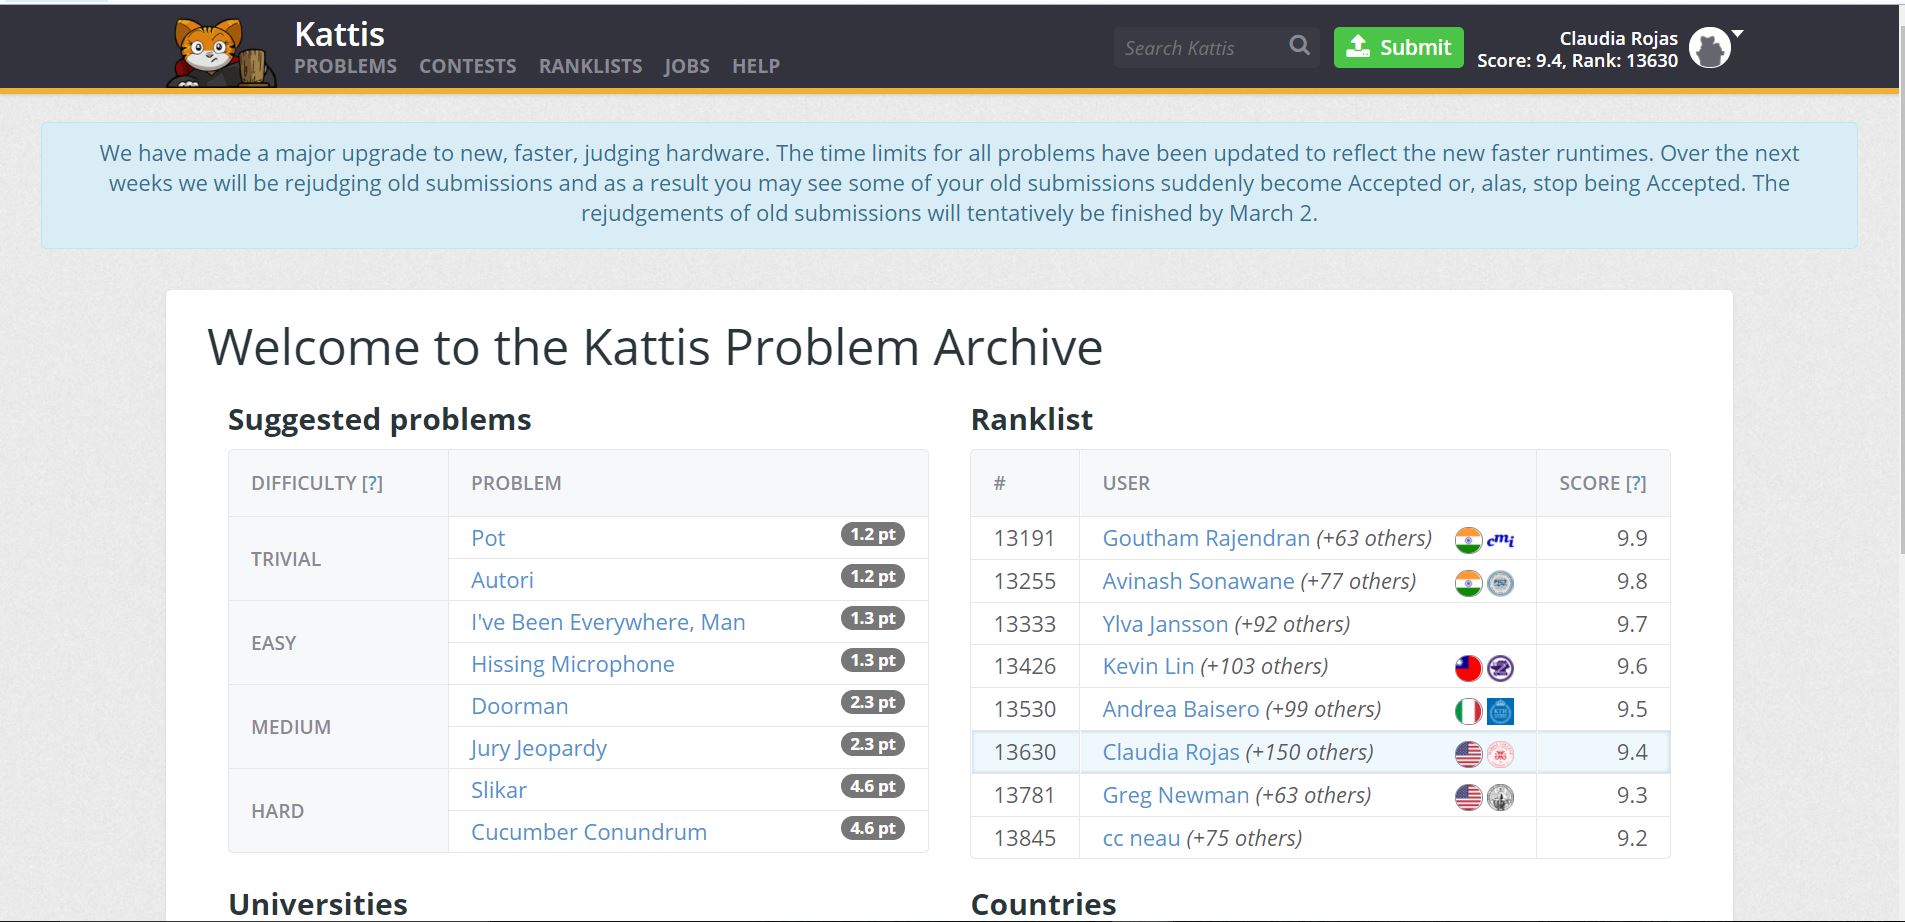 Kattis
PROBLEMS CONTESTS RANKLISTS JOBS HELP
Search Kattis
Submit
Claudia Rojas
Score: 9.4, Rank: 13630
We have made a major upgrade to new, faster, judging hardware. The time limits for all problems have been updated to reflect the new faster runtimes. Over the next
weeks we will be rejudging old submissions and as a result you may see some of your old submissions suddenly become Accepted or, alas, stop being Accepted. The
rejudgements of old submissions will tentatively be finished by March 2.
Welcome to the Kattis Problem Archive
Suggested problems
DIFFICULTY [?] PROBLEM
TRIVIAL
Pot 1.2 pt
Autori 1.2 pt
EASY
I've Been Everywhere, Man 1.3 pt
Hissing Microphone 1.3 pt
MEDIUM
Doorman 2.3 pt
Jury Jeopardy 2.3 pt
HARD
Slikar 4.6 pt
Cucumber Conundrum 4.6 pt
Ranklist
# USER SCORE [?]
13191 Goutham Rajendran (+63 others) cmi 9.9
13255 Avinash Sonawane (+77 others) 9.8
13333 Ylva Jansson (+92 others) 9.7
13426 Kevin Lin (+103 others) 9.6
13530 Andrea Baisero (+99 others) 9.5
13630 Claudia Rojas (+150 others) 9.4
13781 Greg Newman (+63 others) 9.3
13845 cc neau (+75 others) 9.2
Universities
Countries